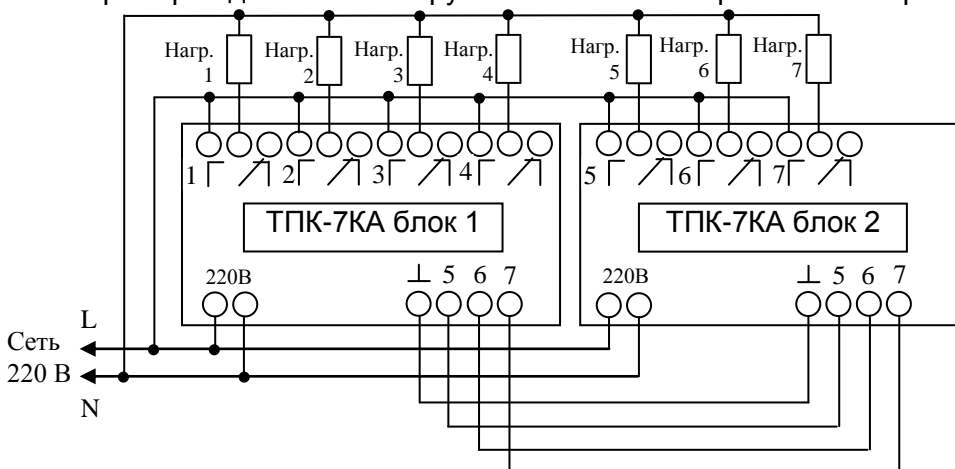 Нагр. 1
Нагр. 2
Нагр. 3
Нагр. 4
Нагр. 5
Нагр. 6
Нагр. 7
1 2 3 4
5 6 7
ТПК-7КА блок 1
ТПК-7КА блок 2
220В ⊥ 5 6 7
220В ⊥ 5 6 7
L
Сеть
220 В
N